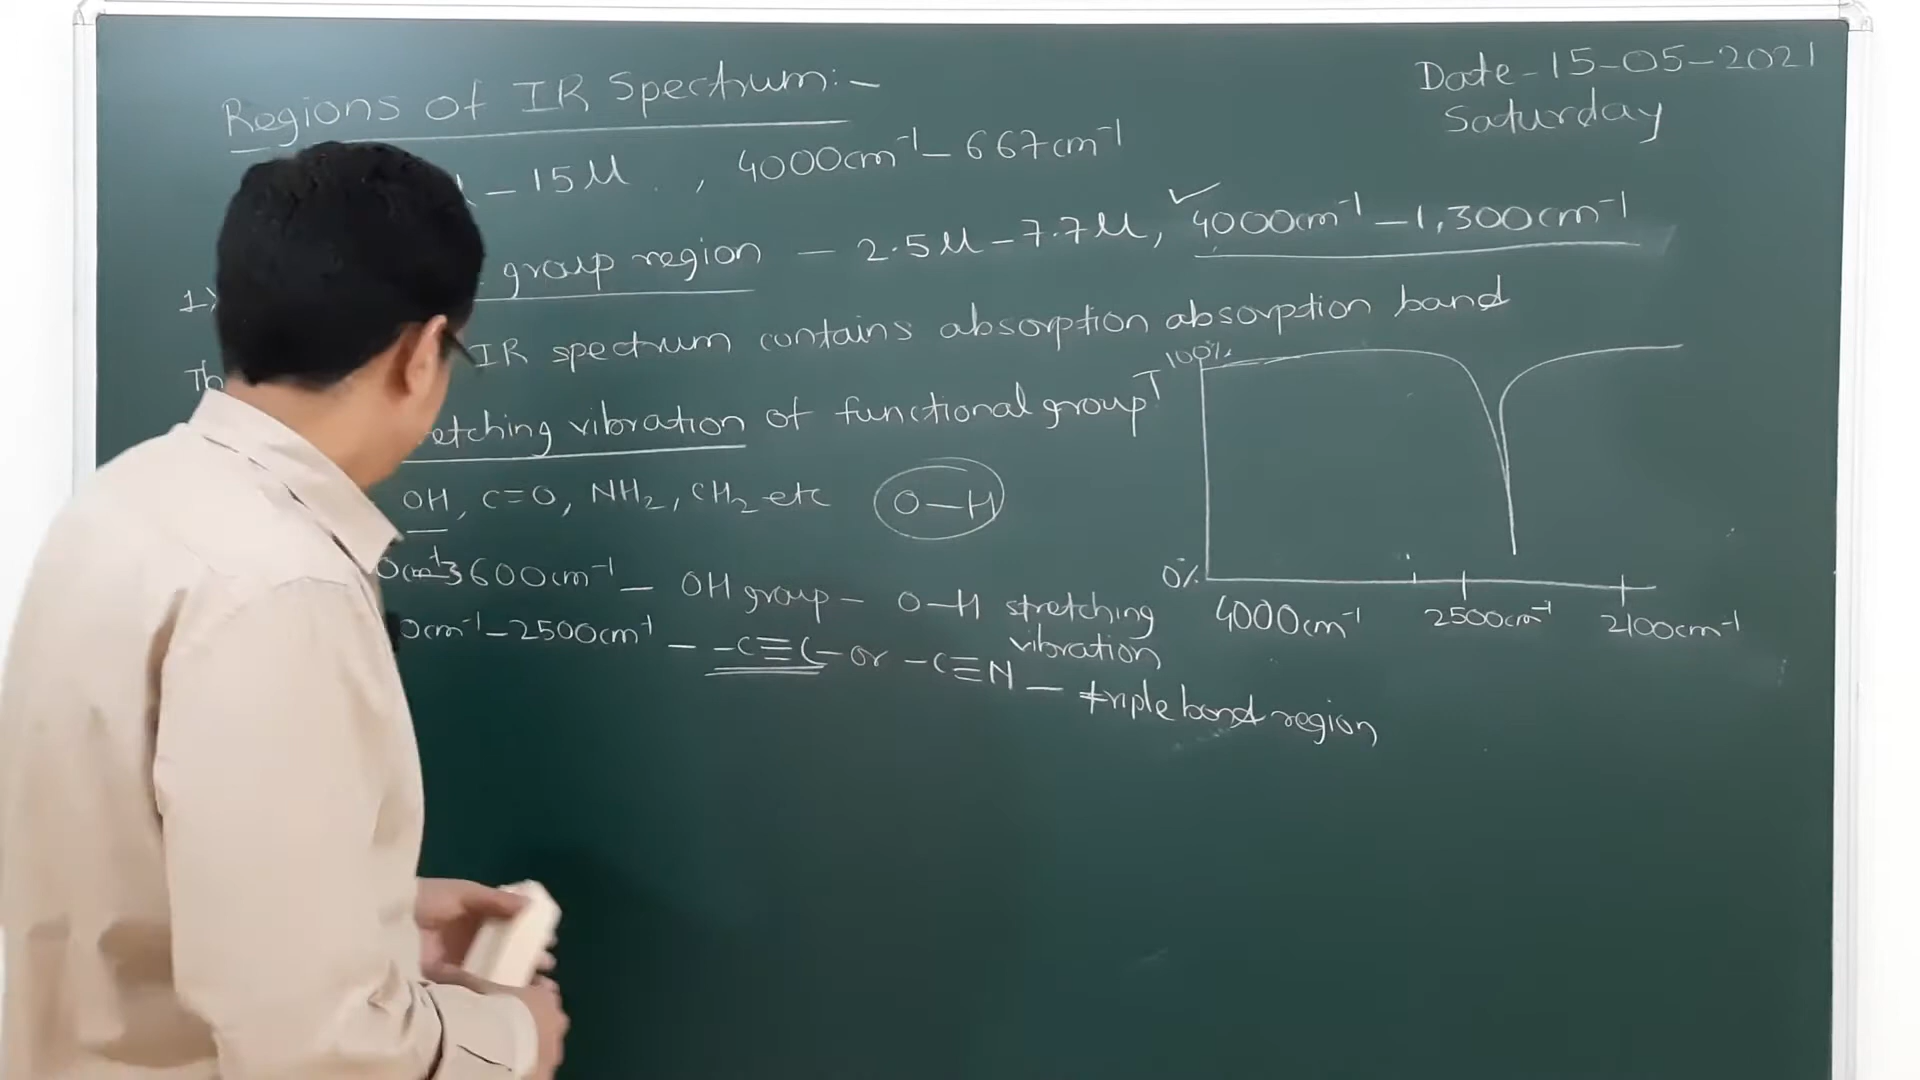 Regions of IR Spectrum:-
Date-15-05-2021
Saturday
-15μ , 4000cm⁻¹-667cm⁻¹
1) group region - 2.5μ-7.7μ, 4000cm⁻¹-1,300cm⁻¹
Th IR spectrum contains absorption absorption band
etching vibration of functional group
OH, C=O, NH₂, CH₂ etc O-H
3600cm⁻¹ - OH group - O-H stretching
vibration
0cm⁻¹-2500cm⁻¹ - -C≡C- or -C≡N - triple bond region
100%
T
0%
4000cm⁻¹ 2500cm⁻¹ 2100cm⁻¹